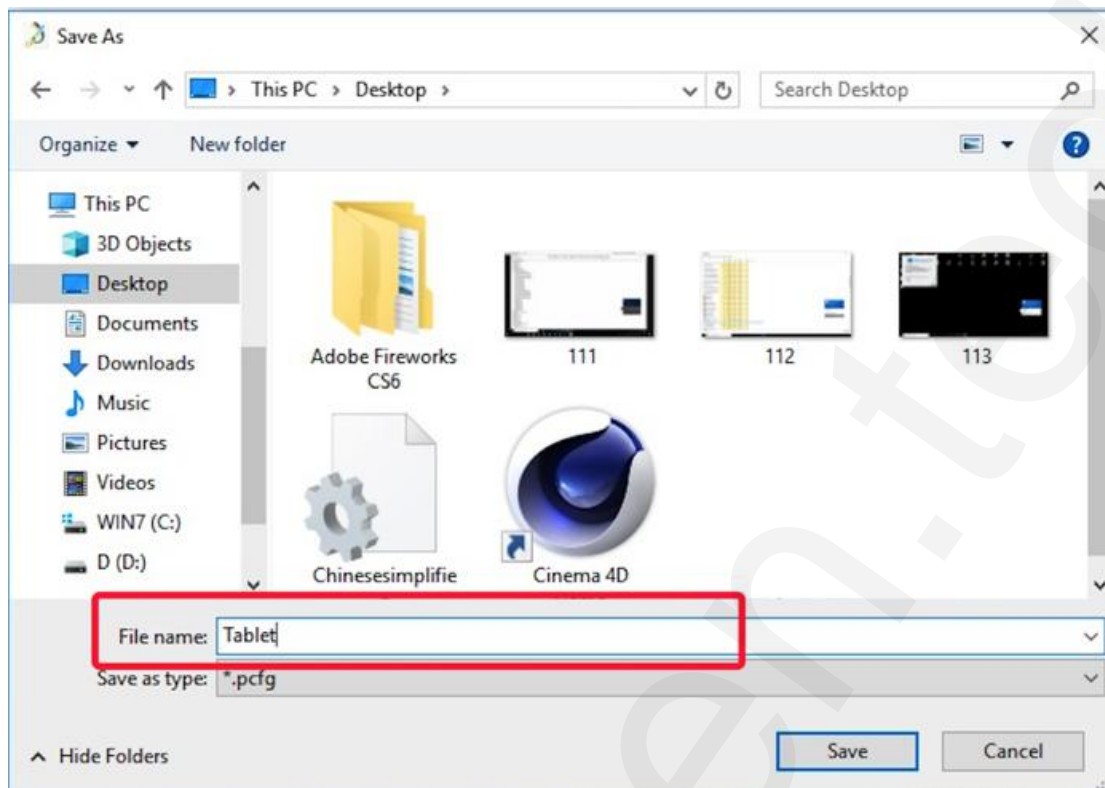 Save As
This PC > Desktop >
Search Desktop
Organize
New folder
This PC
3D Objects
Desktop
Documents
Downloads
Music
Pictures
Videos
WIN7 (C:)
D (D:)
Adobe Fireworks
CS6
111
112
113
Chinesesimplifie
Cinema 4D
File name: Tablet
Save as type: *.pcfg
Hide Folders
Save
Cancel